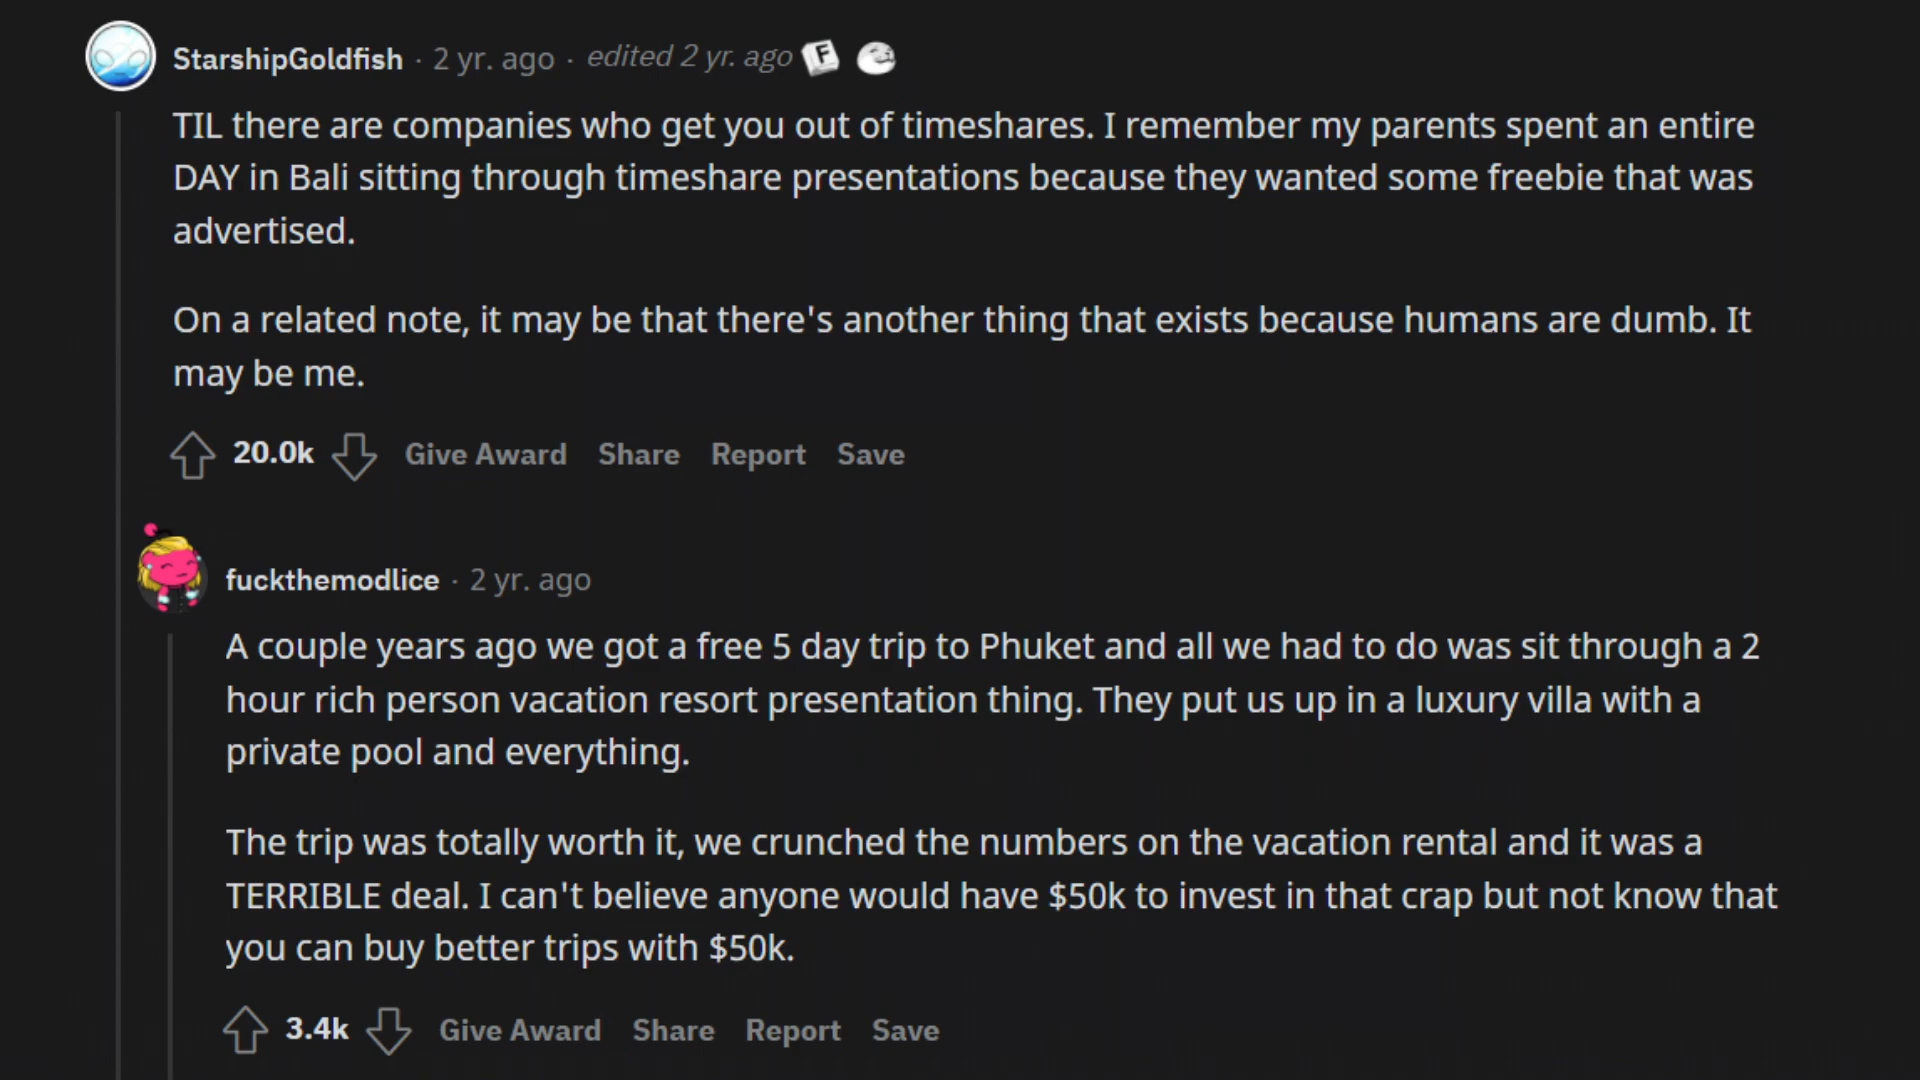 StarshipGoldfish · 2 yr. ago · edited 2 yr. ago F
TIL there are companies who get you out of timeshares. I remember my parents spent an entire
DAY in Bali sitting through timeshare presentations because they wanted some freebie that was
advertised.
On a related note, it may be that there's another thing that exists because humans are dumb. It
may be me.
20.0k Give Award Share Report Save
fuckthemodlice · 2 yr. ago
A couple years ago we got a free 5 day trip to Phuket and all we had to do was sit through a 2
hour rich person vacation resort presentation thing. They put us up in a luxury villa with a
private pool and everything.
The trip was totally worth it, we crunched the numbers on the vacation rental and it was a
TERRIBLE deal. I can't believe anyone would have $50k to invest in that crap but not know that
you can buy better trips with $50k.
3.4k Give Award Share Report Save